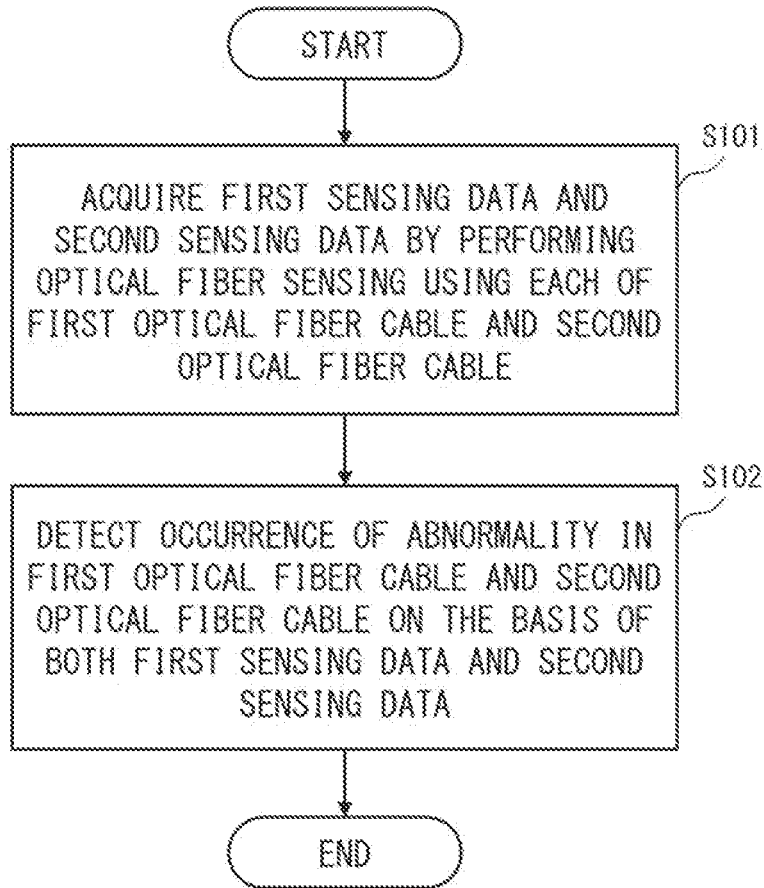 START
S101
ACQUIRE FIRST SENSING DATA AND
SECOND SENSING DATA BY PERFORMING
OPTICAL FIBER SENSING USING EACH OF
FIRST OPTICAL FIBER CABLE AND SECOND
OPTICAL FIBER CABLE
S102
DETECT OCCURRENCE OF ABNORMALITY IN
FIRST OPTICAL FIBER CABLE AND SECOND
OPTICAL FIBER CABLE ON THE BASIS OF
BOTH FIRST SENSING DATA AND SECOND
SENSING DATA
END